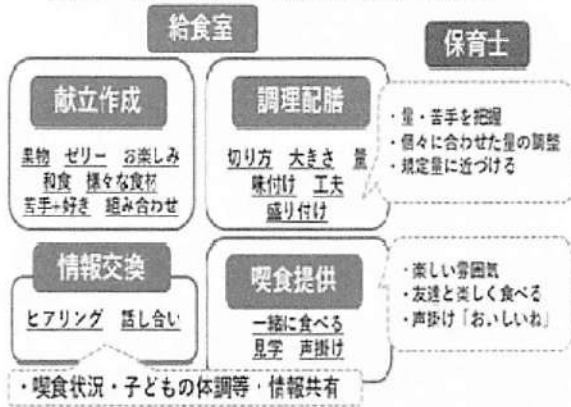 給食室
保育士
献立作成
果物 ゼリー お楽しみ
和食 様々な食材
苦手+好き 組み合わせ
調理配膳
切り方 大きさ 量
味付け 工夫
盛り付け
・量・苦手を把握
・個々に合わせた量の調整
・規定量に近づける
情報交換
ヒアリング 話し合い
喫食提供
一緒に食べる
見学 声掛け
・楽しい雰囲気
・友達と楽しく食べる
・声掛け「おいしいね」
・喫食状況・子どもの体調等・情報共有